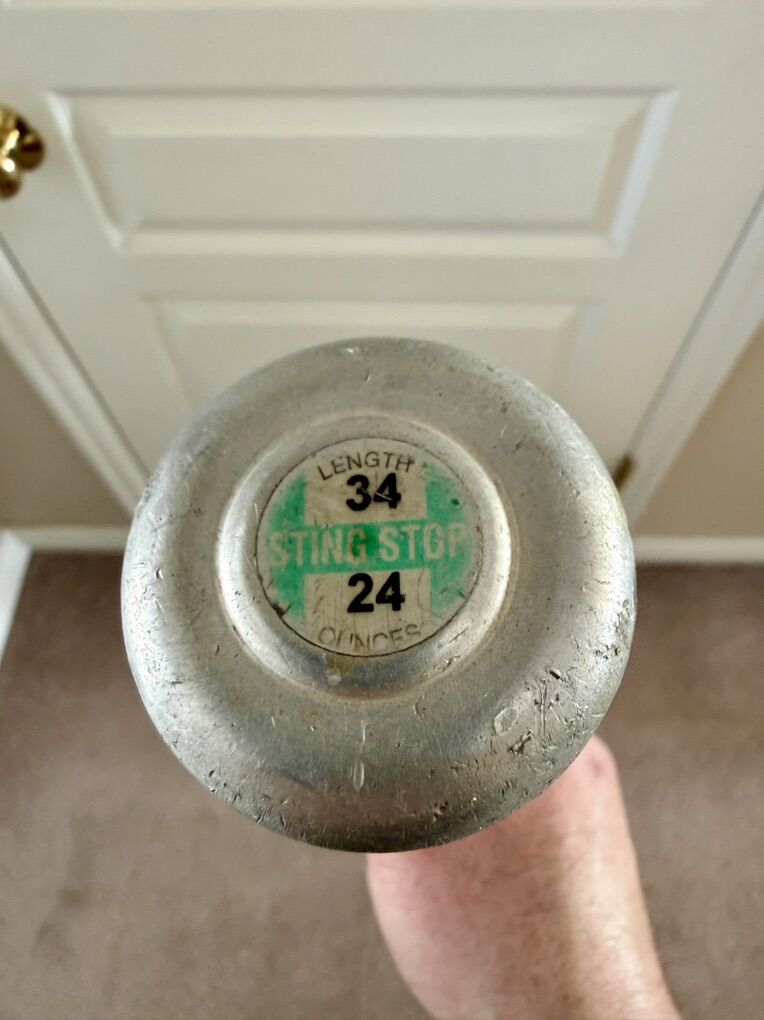 LENGTH
34
STING STOP
24
OUNCES